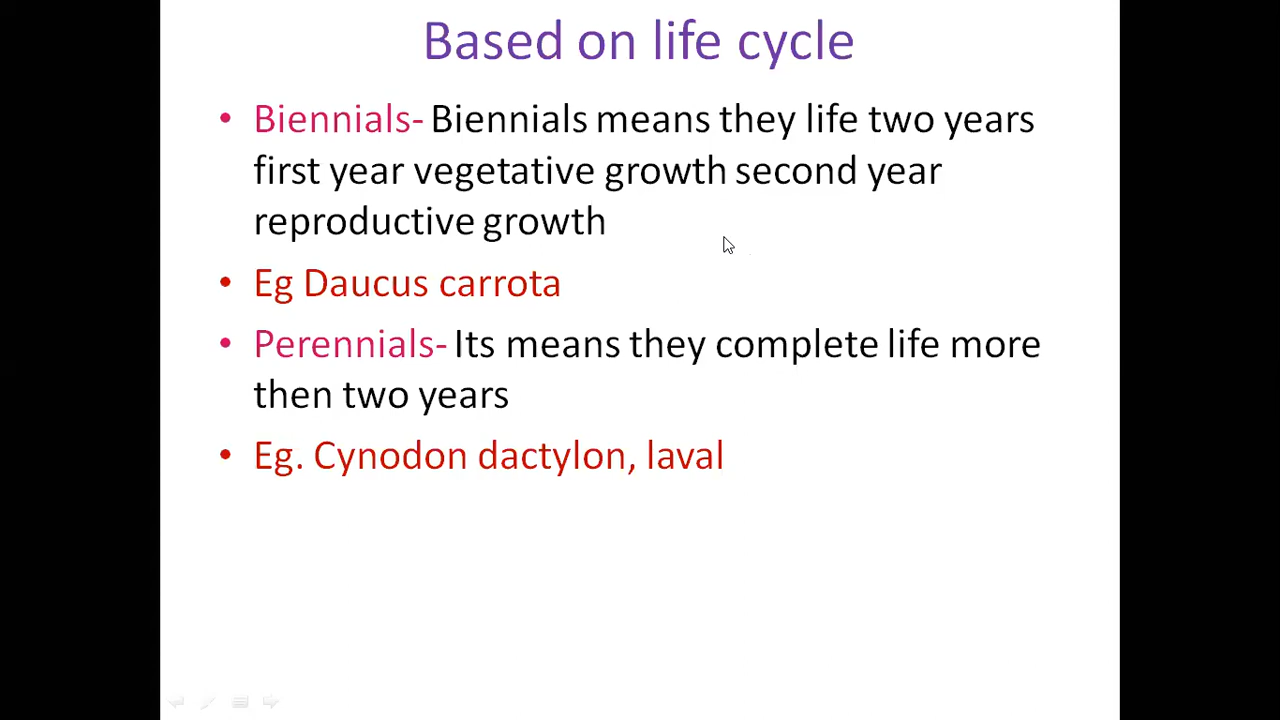 Based on life cycle
• Biennials- Biennials means they life two years
first year vegetative growth second year
reproductive growth
• Eg Daucus carrota
• Perennials- Its means they complete life more
then two years
• Eg. Cynodon dactylon, laval